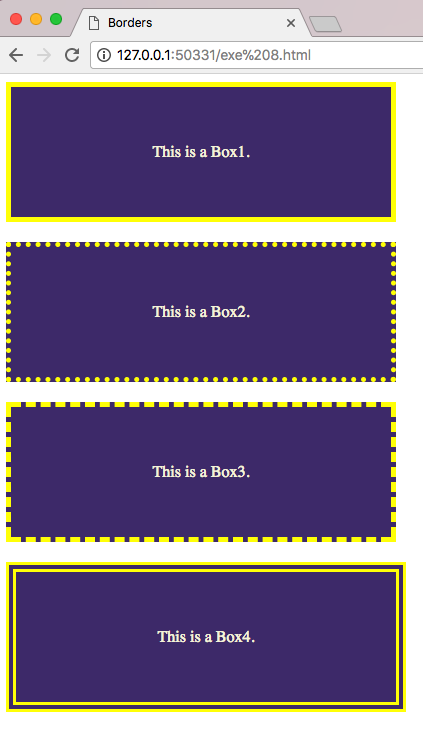 Borders
127.0.0.1:50331/exe%208.html
This is a Box1.
This is a Box2.
This is a Box3.
This is a Box4.